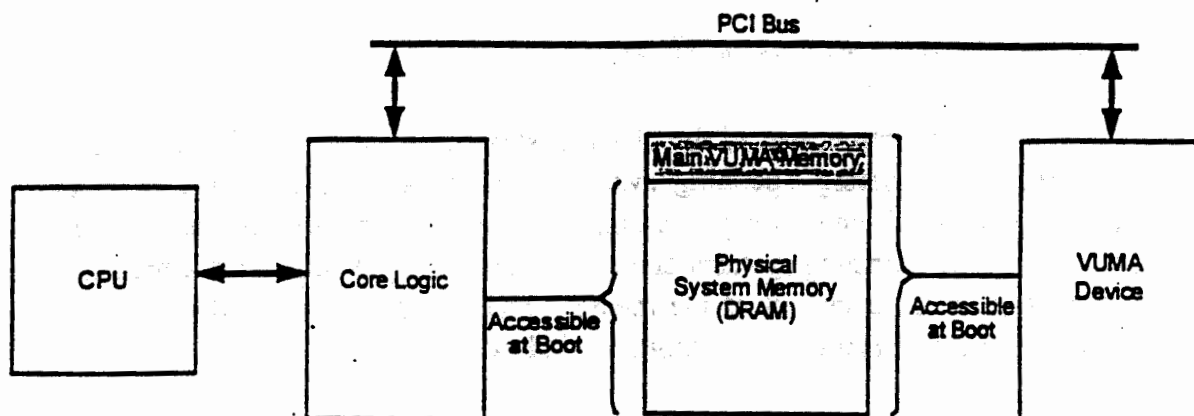 PCI Bus
Main VUMA Memory
CPU
Core Logic
Accessible
at Boot
Physical
System Memory
(DRAM)
Accessible
at Boot
VUMA
Device